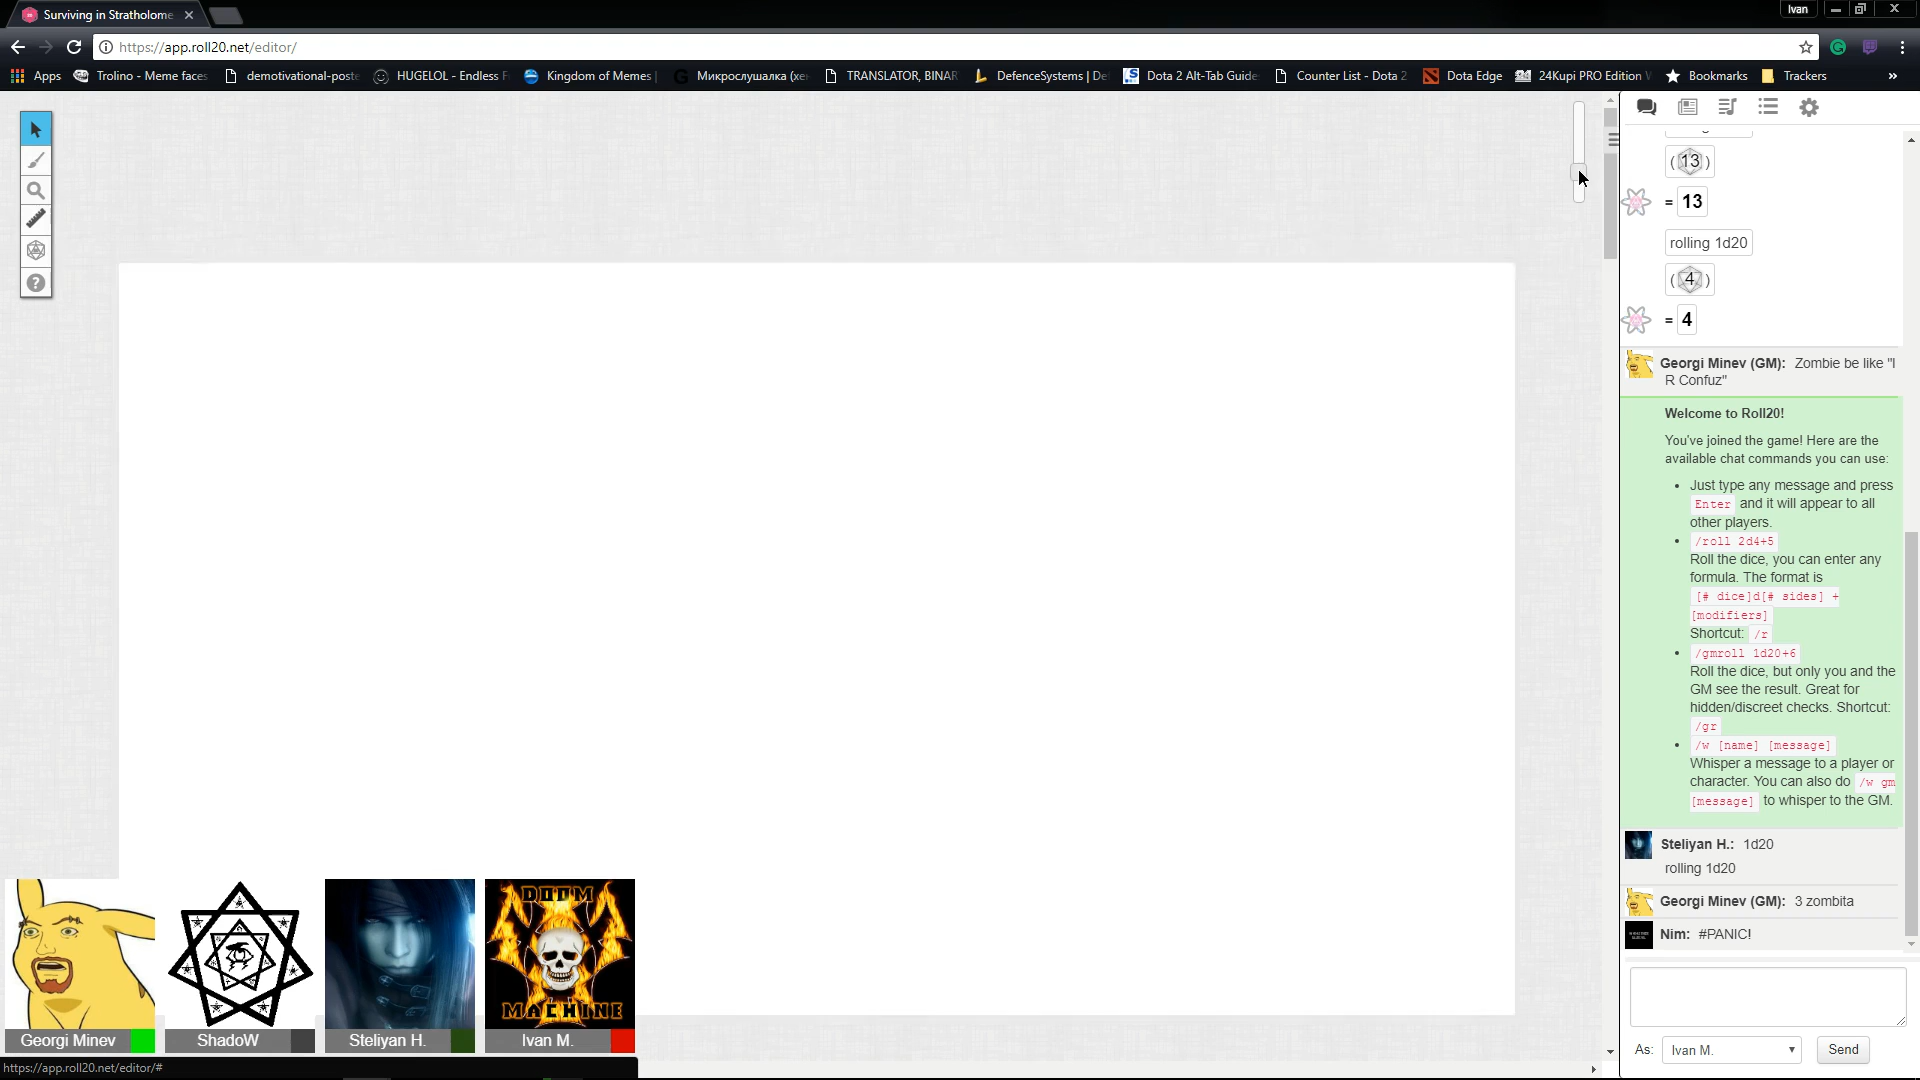 Surviving in Stratholome
Ivan
https://app.roll20.net/editor/
Apps
Trolino - Meme faces
demotivational-poste
HUGELOL - Endless F
Kingdom of Memes |
Микрослушалка (хен
TRANSLATOR, BINAR
DefenceSystems | De
Dota 2 Alt-Tab Guide
Counter List - Dota 2
Dota Edge
24Kupi PRO Edition V
Bookmarks
Trackers
(13)
= 13
rolling 1d20
(4)
= 4
Georgi Minev (GM): Zombie be like "I
R Confuz"
Welcome to Roll20!
You've joined the game! Here are the
available chat commands you can use:
• Just type any message and press
Enter and it will appear to all
other players.
• /roll 2d4+5
Roll the dice, you can enter any
formula. The format is
[# dice]d[# sides] +
[modifiers]
Shortcut: /r
• /gmroll 1d20+6
Roll the dice, but only you and the
GM see the result. Great for
hidden/discreet checks. Shortcut:
/gr
• /w [name] [message]
Whisper a message to a player or
character. You can also do /w gm
[message] to whisper to the GM.
Steliyan H.: 1d20
rolling 1d20
Georgi Minev (GM): 3 zombita
Nim: #PANIC!
As: Ivan M.
Send
DOOM
MACHINE
Georgi Minev
ShadoW
Steliyan H.
Ivan M.
https://app.roll20.net/editor/#